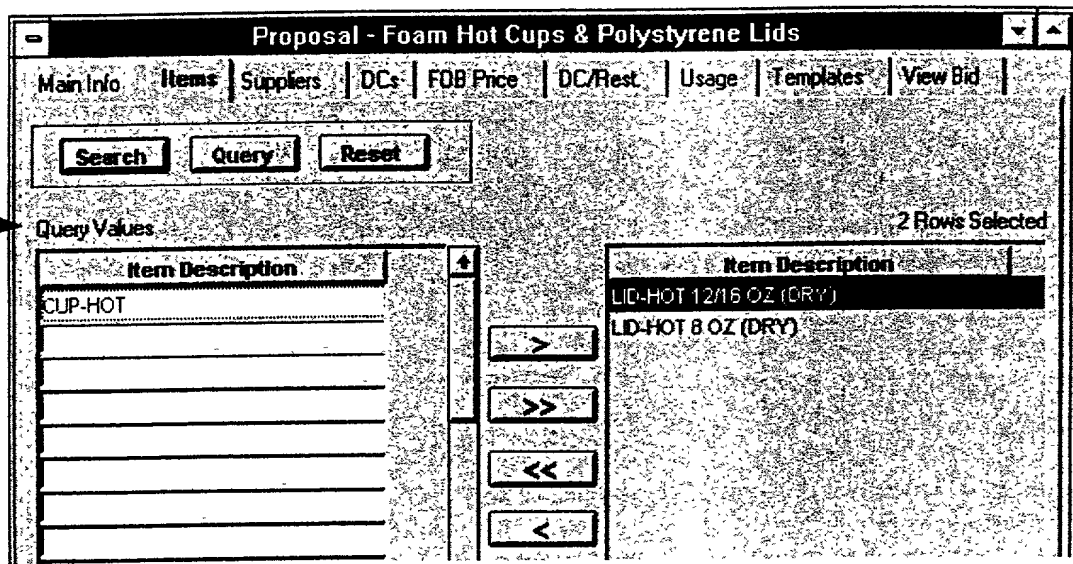 Proposal - Foam Hot Cups & Polystyrene Lids
Main Info Items Suppliers DCs FOB Price DC/Rest. Usage Templates View Bid
Search Query Reset
Query Values
2 Rows Selected
Item Description
CUP-HOT
>
>>
<<
<
Item Description
LID-HOT 12/16 OZ (DRY)
LID-HOT 8 OZ (DRY)